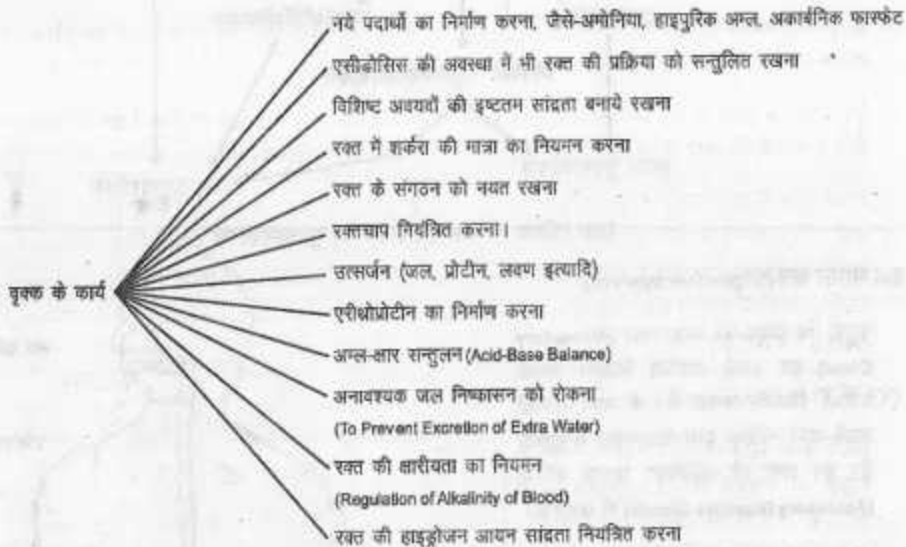 नये पदार्थों का निर्माण करना, जैसे-अमोनिया, हाइपुरिक अम्ल, अकार्बनिक फास्फेट
एसीडोसिस की अवस्था में भी रक्त की प्रक्रिया को सन्तुलित रखना
विशिष्ट अवयवों की इष्टतम सांद्रता बनाये रखना
रक्त में शर्करा की मात्रा का नियमन करना
रक्त के संगठन को नयत रखना
रक्तचाप नियंत्रित करना।
उत्सर्जन (जल, प्रोटीन, लवण इत्यादि)
वृक्क के कार्य
एरीथ्रोप्रोटीन का निर्माण करना
अम्ल-क्षार सन्तुलन (Acid-Base Balance)
अनावश्यक जल निष्कासन को रोकना
(To Prevent Excretion of Extra Water)
रक्त की क्षारीयता का नियमन
(Regulation of Alkalinity of Blood)
रक्त की हाइड्रोजन आयन सांद्रता नियंत्रित करना